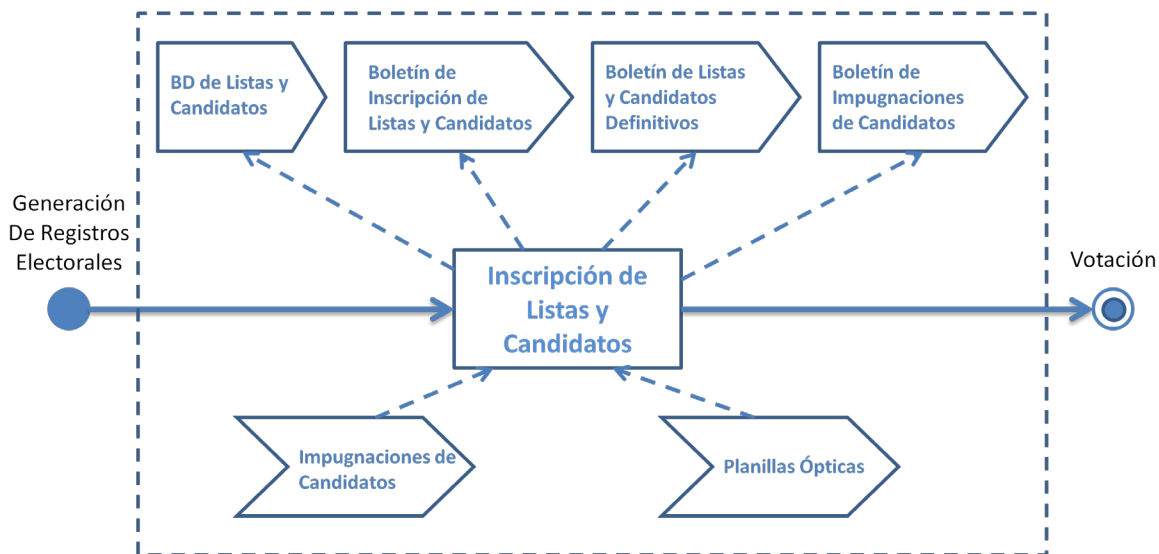 BD de Listas y
Candidatos
Boletín de
Inscripción de
Listas y Candidatos
Boletín de Listas
y Candidatos
Definitivos
Boletín de
Impugnaciones
de Candidatos
Generación
De Registros
Electorales
Inscripción de
Listas y
Candidatos
Votación
Impugnaciones de
Candidatos
Planillas Ópticas